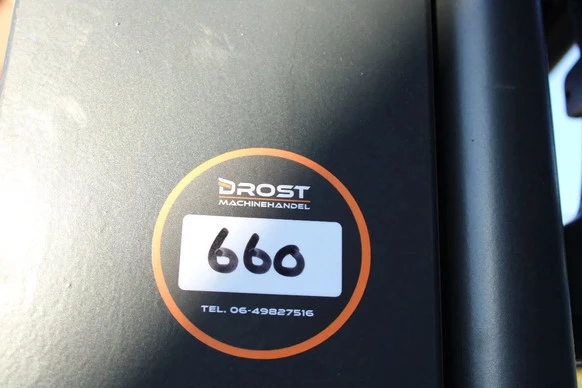 DROST
MACHINEHANDEL
660
TEL. 06-49827516